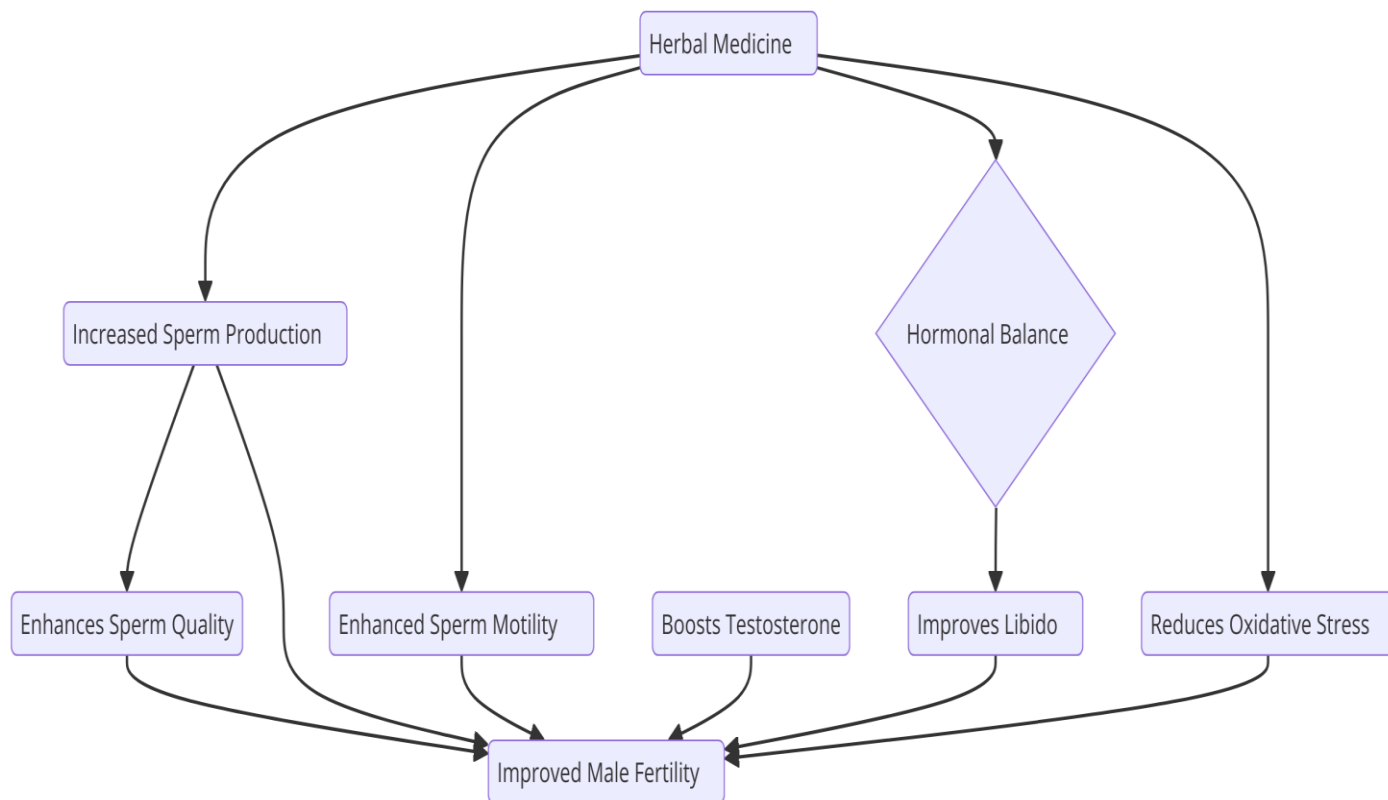 Herbal Medicine
Increased Sperm Production
Hormonal Balance
Enhances Sperm Quality
Enhanced Sperm Motility
Boosts Testosterone
Improves Libido
Reduces Oxidative Stress
Improved Male Fertility